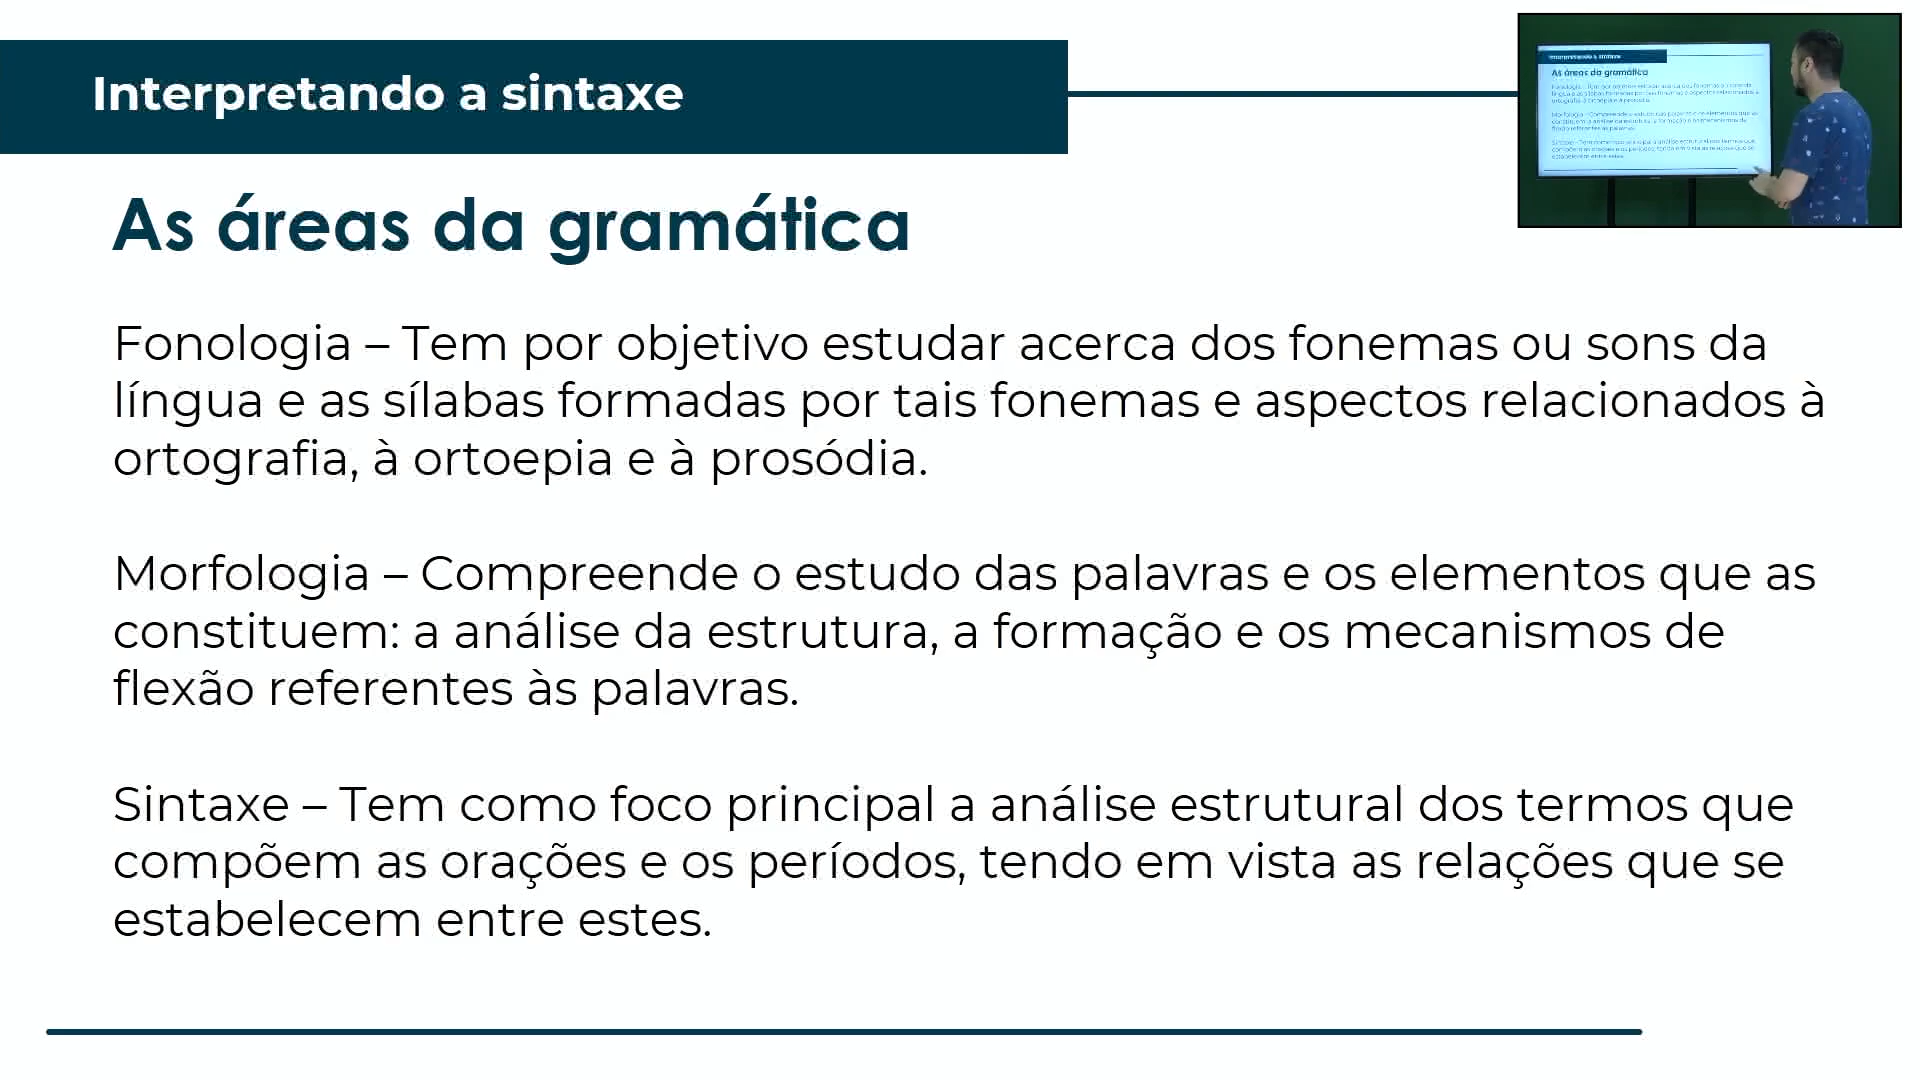 Interpretando a sintaxe
As áreas da gramática
Fonologia – Tem por objetivo estudar acerca dos fonemas ou sons da
língua e as sílabas formadas por tais fonemas e aspectos relacionados à
ortografia, à ortoepia e à prosódia.
Morfologia – Compreende o estudo das palavras e os elementos que as
constituem: a análise da estrutura, a formação e os mecanismos de
flexão referentes às palavras.
Sintaxe – Tem como foco principal a análise estrutural dos termos que
compõem as orações e os períodos, tendo em vista as relações que se
estabelecem entre estes.
Interpretando a sintaxe
As áreas da gramática